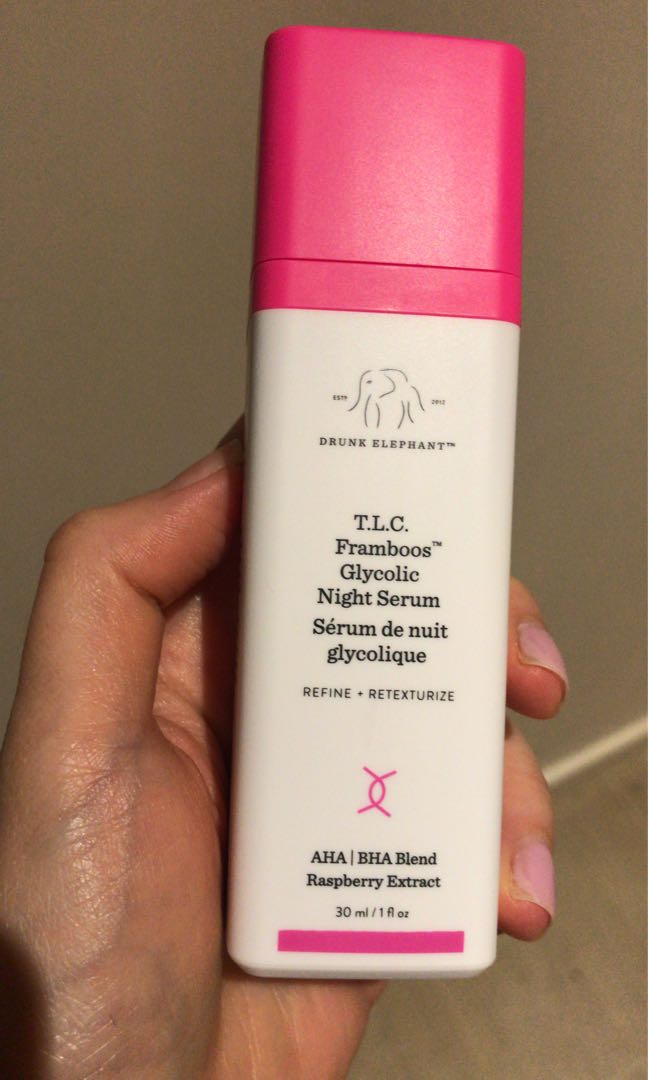 ESTD 2012
DRUNK ELEPHANT™
T.L.C.
Framboos™
Glycolic
Night Serum
Sérum de nuit
glycolique
REFINE + RETEXTURIZE
AHA | BHA Blend
Raspberry Extract
30 ml / 1 fl oz